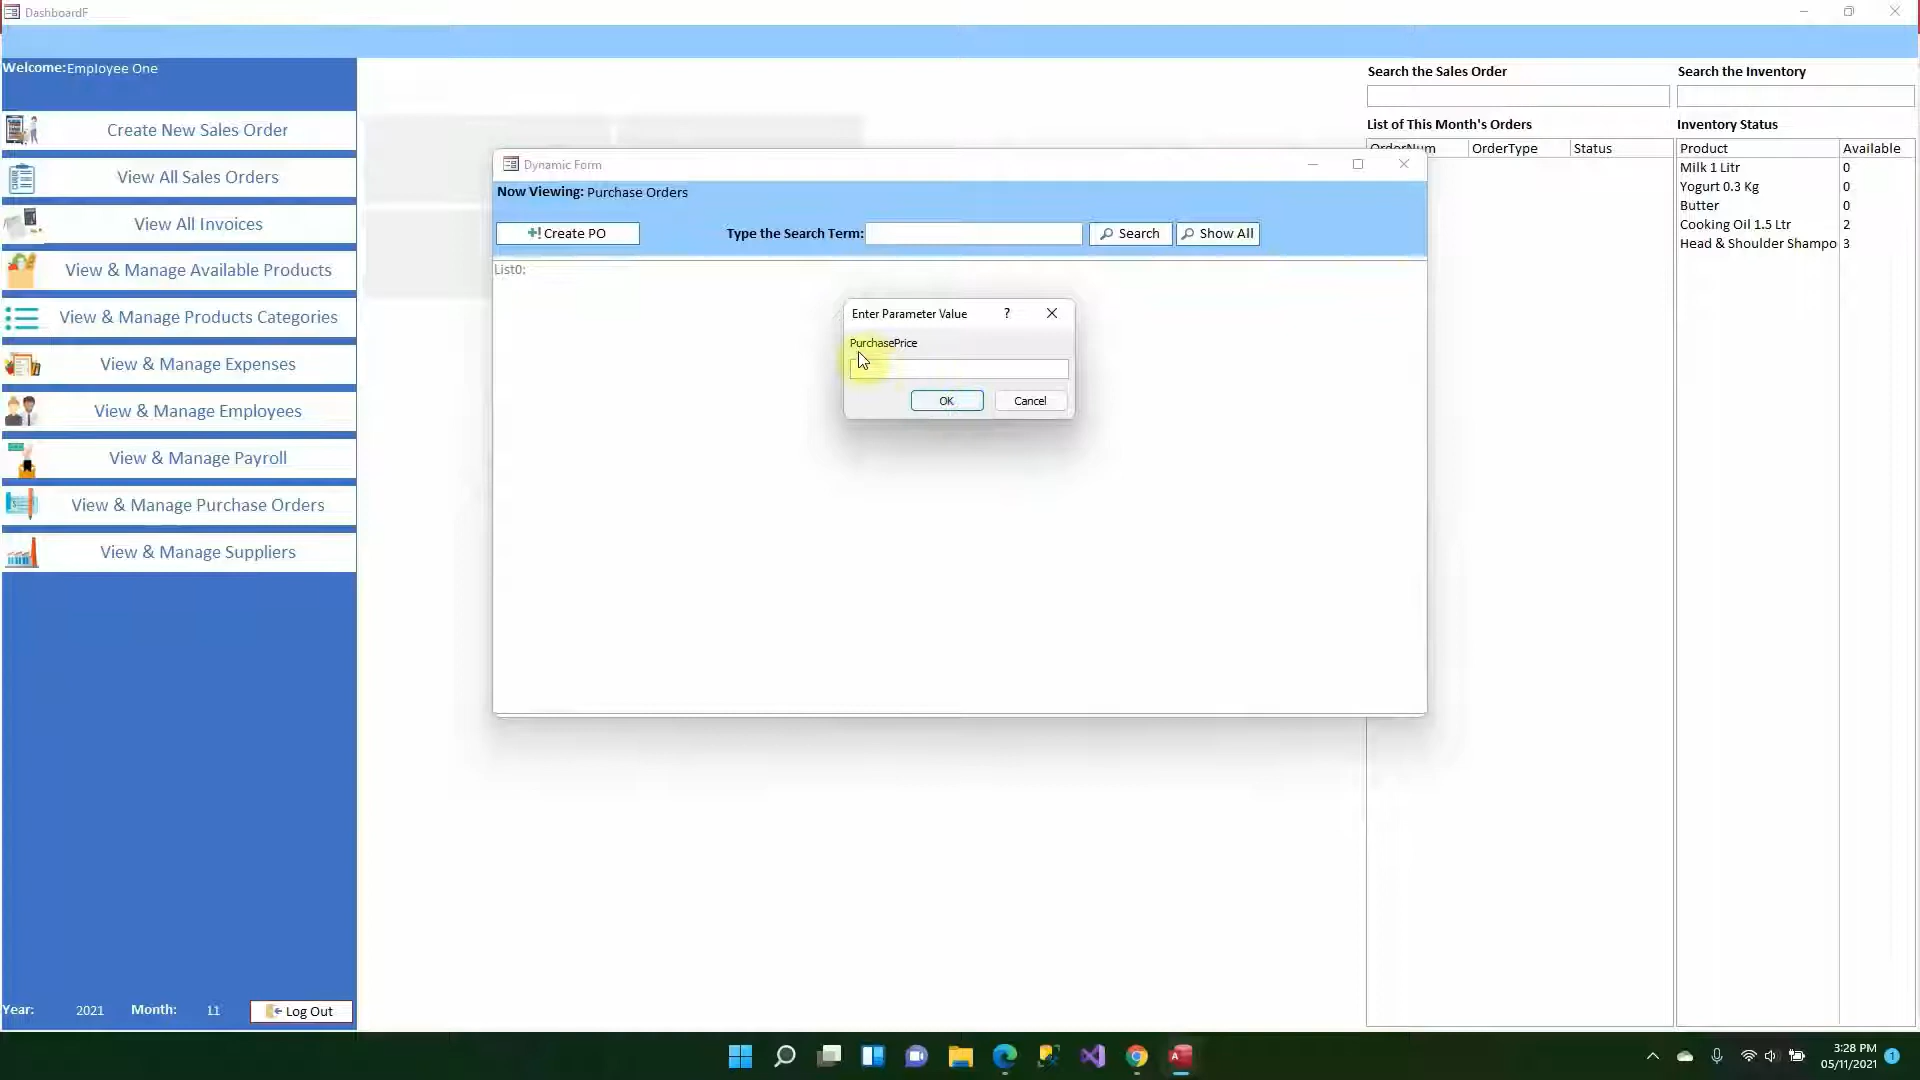 DashboardF
Welcome:Employee One
Create New Sales Order
View All Sales Orders
View All Invoices
View & Manage Available Products
View & Manage Products Categories
View & Manage Expenses
View & Manage Employees
View & Manage Payroll
View & Manage Purchase Orders
View & Manage Suppliers
Year: 2021 Month: 11 Log Out
Dynamic Form
Now Viewing: Purchase Orders
Create PO Type the Search Term: Search Show All
List0:
Enter Parameter Value ?
PurchasePrice
OK Cancel
Search the Sales Order
List of This Month's Orders
OrderNum OrderType Status
Search the Inventory
Inventory Status
Product Available
Milk 1 Litr 0
Yogurt 0.3 Kg 0
Butter 0
Cooking Oil 1.5 Ltr 2
Head & Shoulder Shampo 3
3:28 PM
05/11/2021 1